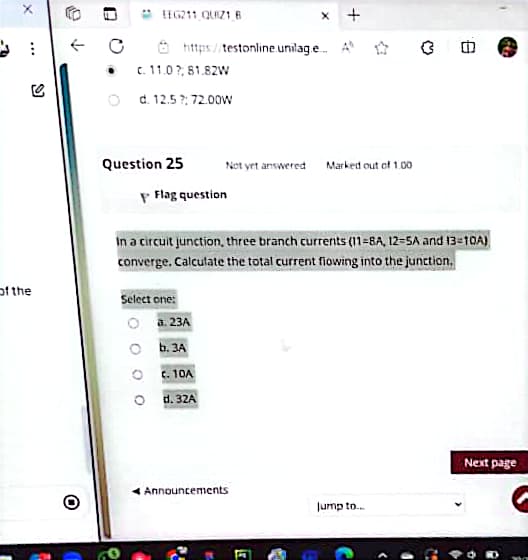 EEG211_QUIZ1_B
https://testonline.unilag.e...
c. 11.0 ?; 81.82W
d. 12.5 ?; 72.00W
Question 25
Not yet answered
Marked out of 1.00
Flag question
In a circuit junction, three branch currents (I1=8A, I2=5A and I3=10A)
converge. Calculate the total current flowing into the junction.
of the
Select one:
a. 23A
b. 3A
c. 10A
d. 32A
Next page
◄ Announcements
Jump to...